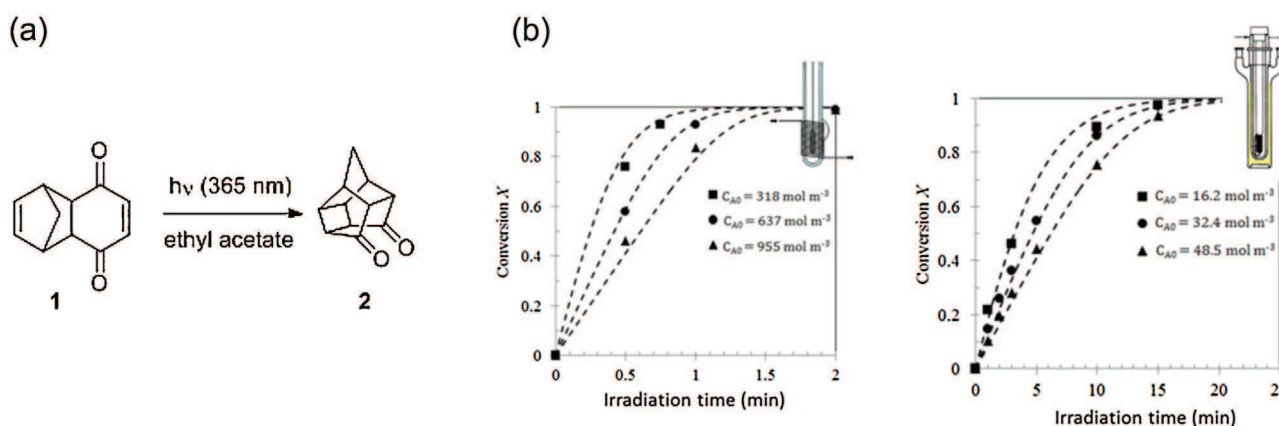 (a)
O
O
1
hν (365 nm)
ethyl acetate
O
O
2
(b)
Conversion X
1
0.8
0.6
0.4
0.2
0
0
0.5
1
1.5
2
Irradiation time (min)
C_A0 = 318 mol m⁻³
C_A0 = 637 mol m⁻³
C_A0 = 955 mol m⁻³
Conversion X
1
0.8
0.6
0.4
0.2
0
0
5
10
15
20
Irradiation time (min)
C_A0 = 16.2 mol m⁻³
C_A0 = 32.4 mol m⁻³
C_A0 = 48.5 mol m⁻³